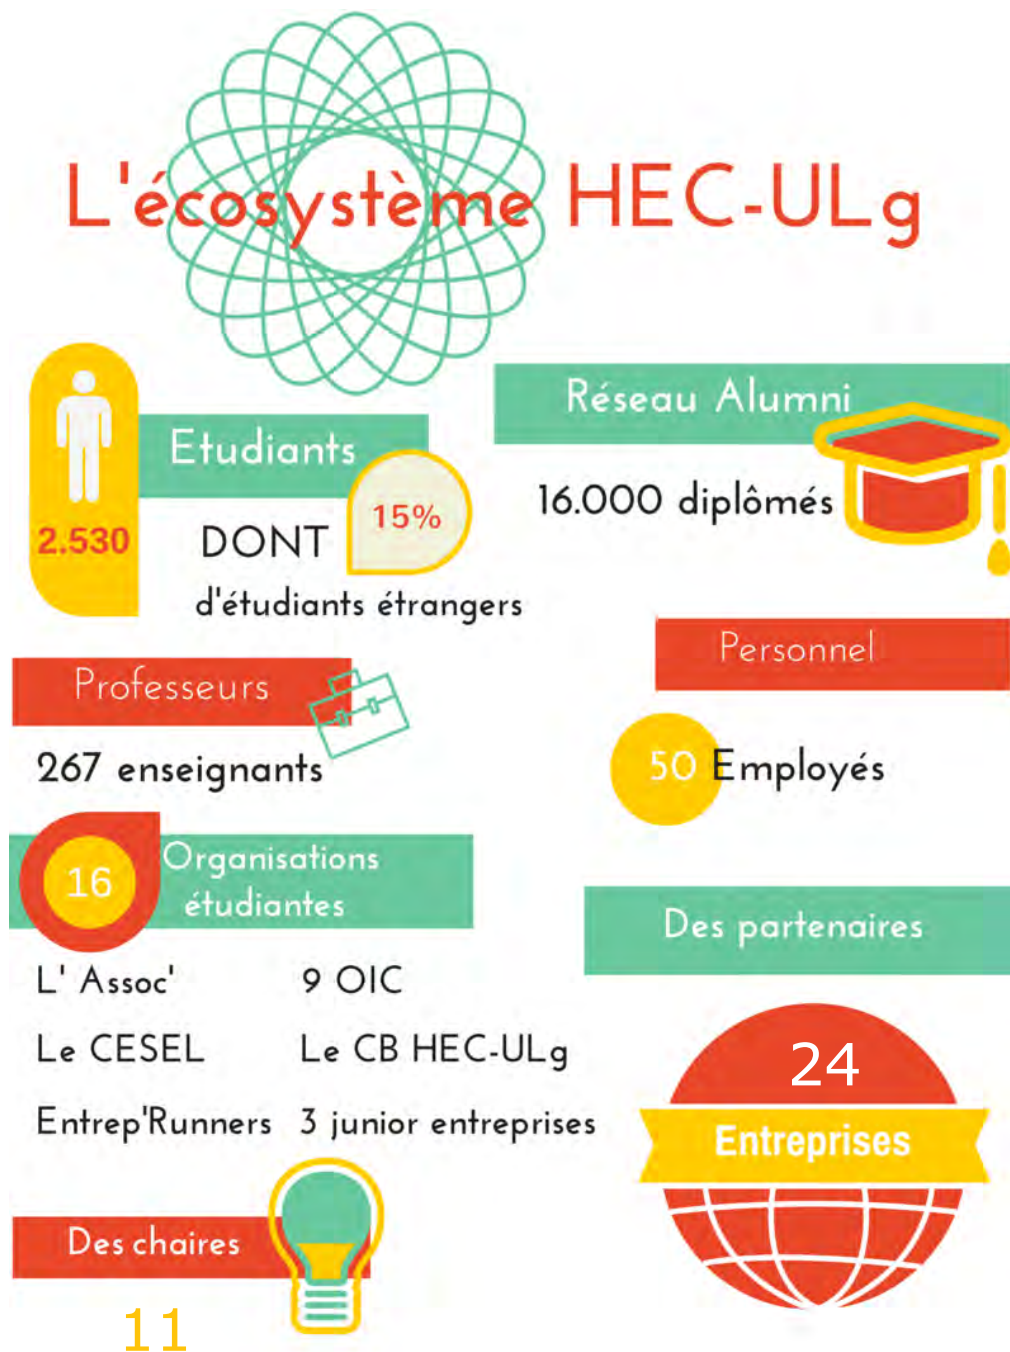 L'écosystème HEC-ULg
Etudiants
2.530
DONT 15%
d'étudiants étrangers
Réseau Alumni
16.000 diplômés
Professeurs
267 enseignants
Personnel
50 Employés
16 Organisations
étudiantes
L' Assoc' 9 OIC
Le CESEL Le CB HEC-ULg
Entrep'Runners 3 junior entreprises
Des partenaires
24
Entreprises
Des chaires
11